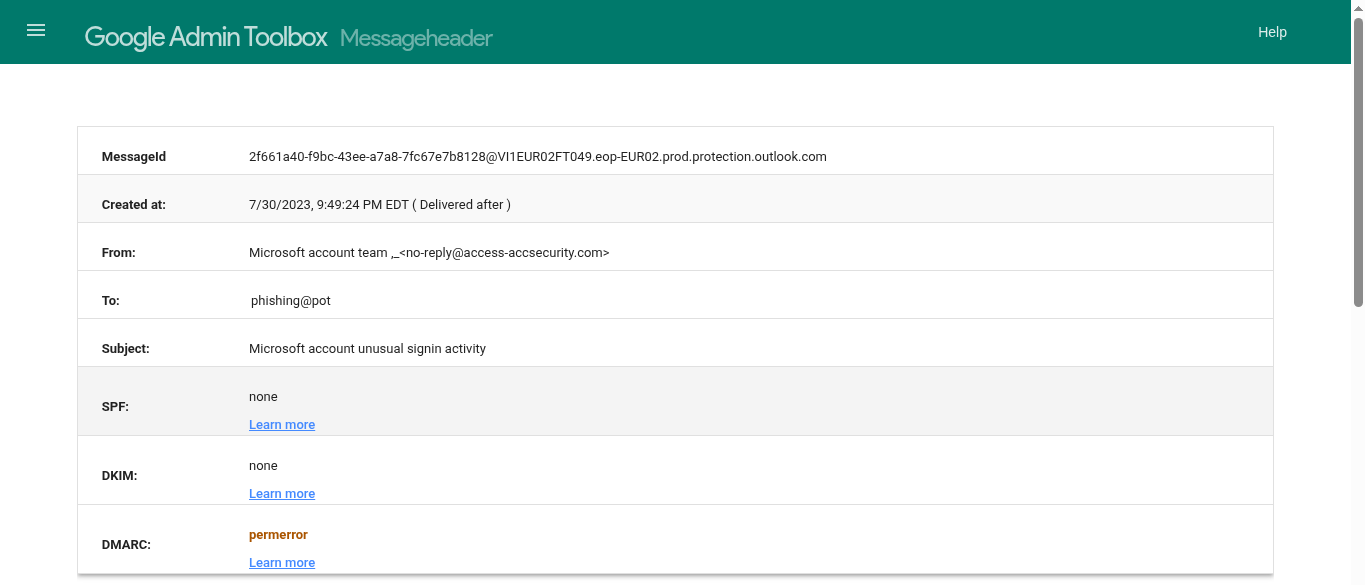 Google Admin Toolbox Messageheader Help
MessageId 2f661a40-f9bc-43ee-a7a8-7fc67e7b8128@VI1EUR02FT049.eop-EUR02.prod.protection.outlook.com
Created at: 7/30/2023, 9:49:24 PM EDT ( Delivered after )
From: Microsoft account team ,_<no-reply@access-accsecurity.com>
To: phishing@pot
Subject: Microsoft account unusual signin activity
SPF: none
Learn more
DKIM: none
Learn more
DMARC: permerror
Learn more